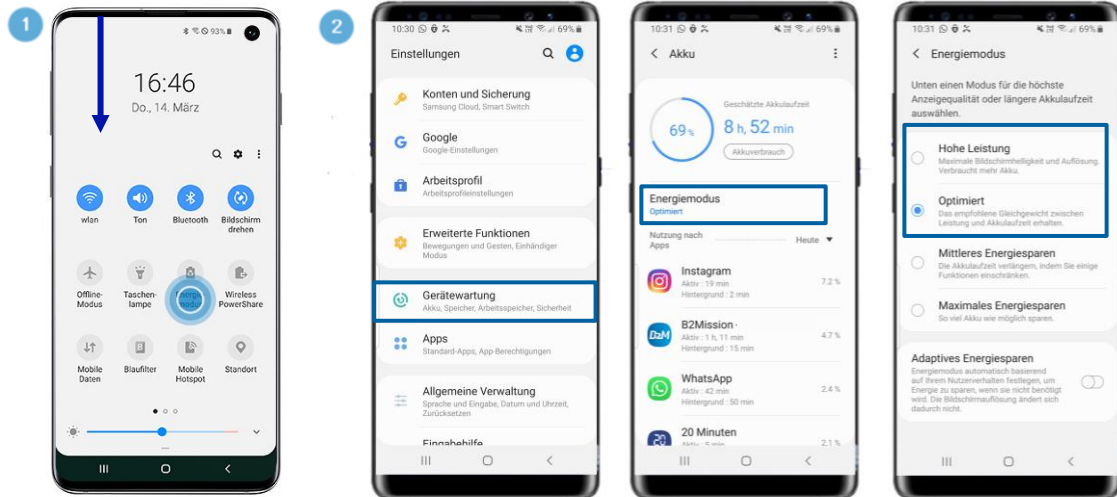 1
93%
16:46
Do., 14. März
wlan
Ton
Bluetooth
Bildschirm
drehen
Offline-
Modus
Taschen-
lampe
Energie
modus
Wireless
PowerShare
Mobile
Daten
Blaufilter
Mobile
Hotspot
Standort
2
10:30
69%
Einstellungen
Konten und Sicherung
Samsung Cloud, Smart Switch
Google
Google-Einstellungen
Arbeitsprofil
Arbeitsprofileinstellungen
Erweiterte Funktionen
Bewegungen und Gesten, Einhändiger
Modus
Gerätewartung
Akku, Speicher, Arbeitsspeicher, Sicherheit
Apps
Standard-Apps, App-Berechtigungen
Allgemeine Verwaltung
Sprache und Eingabe, Datum und Uhrzeit,
Zurücksetzen
Eingabehilfe
10:31
69%
Akku
69%
Geschätzte Akkulaufzeit
8 h, 52 min
Akkuverbrauch
Energiemodus
Optimiert
Nutzung nach
Apps
Heute
Instagram
Aktiv : 19 min
Hintergrund : 2 min
7.2 %
B2M
B2Mission
Aktiv : 1 h, 11 min
Hintergrund : 15 min
4.7 %
WhatsApp
Aktiv : 42 min
Hintergrund : 50 min
2.4 %
20
20 Minuten
Aktiv : 5 min
2.1 %
10:31
69%
Energiemodus
Unten einen Modus für die höchste
Anzeigequalität oder längere Akkulaufzeit
auswählen.
Hohe Leistung
Maximale Bildschirmhelligkeit und Auflösung.
Verbraucht mehr Akku.
Optimiert
Das empfohlene Gleichgewicht zwischen
Leistung und Akkulaufzeit erhalten.
Mittleres Energiesparen
Die Akkulaufzeit verlängern, indem Sie einige
Funktionen einschränken.
Maximales Energiesparen
So viel Akku wie möglich sparen.
Adaptives Energiesparen
Energiemodus automatisch basierend
auf Ihrem Nutzerverhalten festlegen, um
Energie zu sparen, wenn sie nicht benötigt
wird. Die Bildschirmauflösung ändert sich
dadurch nicht.